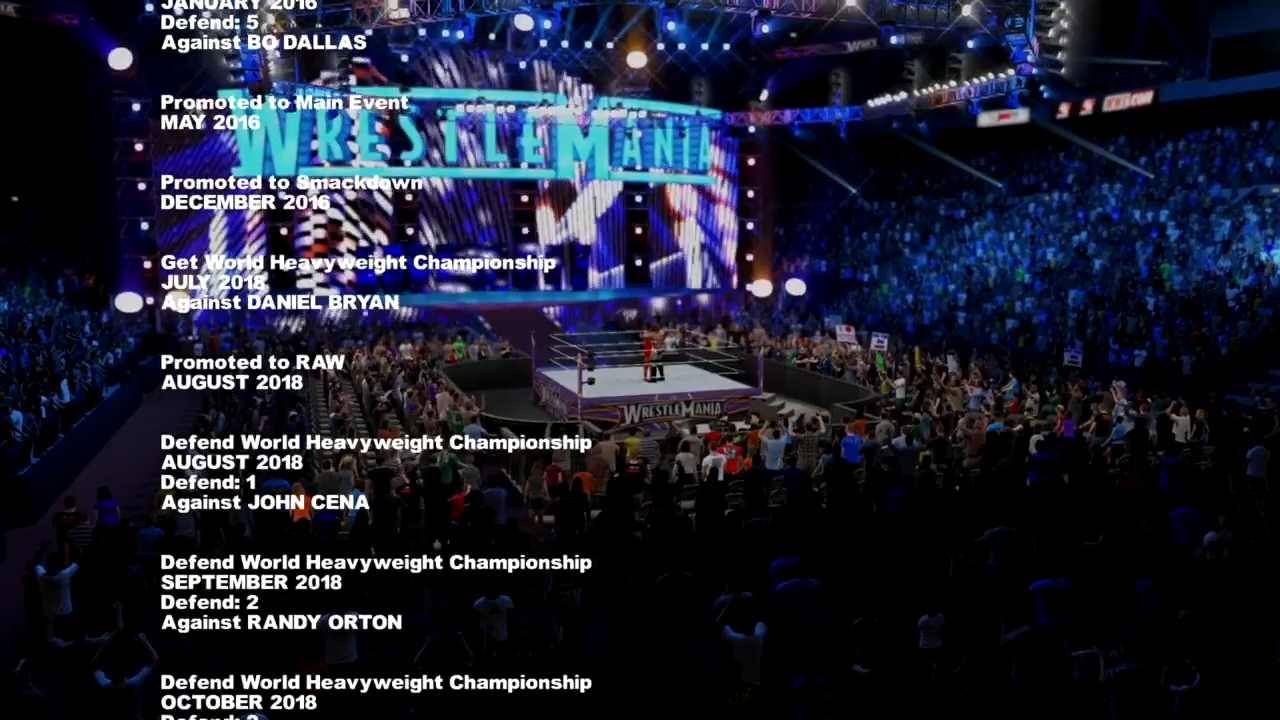 JANUARY 2016
Defend: 5
Against BO DALLAS
Promoted to Main Event
MAY 2016
WRESTLEMANIA
Promoted to Smackdown
DECEMBER 2016
Get World Heavyweight Championship
JULY 2018
Against DANIEL BRYAN
Promoted to RAW
AUGUST 2018
WRESTLEMANIA
Defend World Heavyweight Championship
AUGUST 2018
Defend: 1
Against JOHN CENA
Defend World Heavyweight Championship
SEPTEMBER 2018
Defend: 2
Against RANDY ORTON
Defend World Heavyweight Championship
OCTOBER 2018